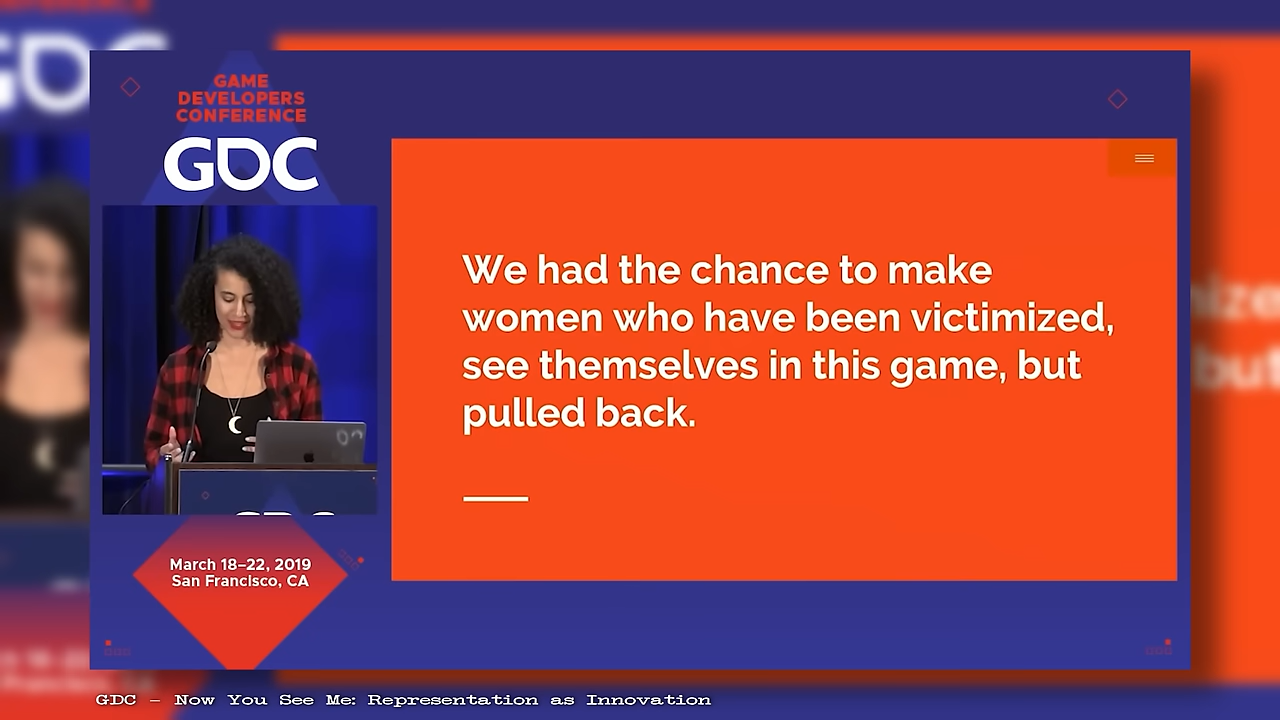 GAME
DEVELOPERS
CONFERENCE
GDC
We had the chance to make
women who have been victimized,
see themselves in this game, but
pulled back.
March 18–22, 2019
San Francisco, CA
GDC - Now You See Me: Representation as Innovation